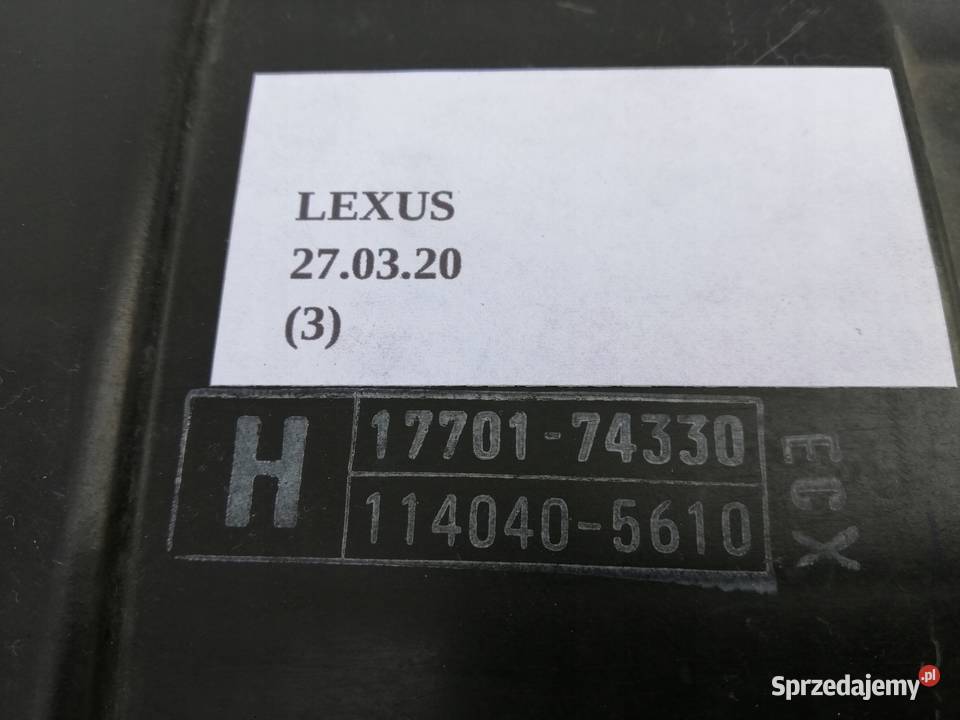 LEXUS
27.03.20
(3)
H
17701-74330
114040-5610
ECX
Sprzedajemy.pl